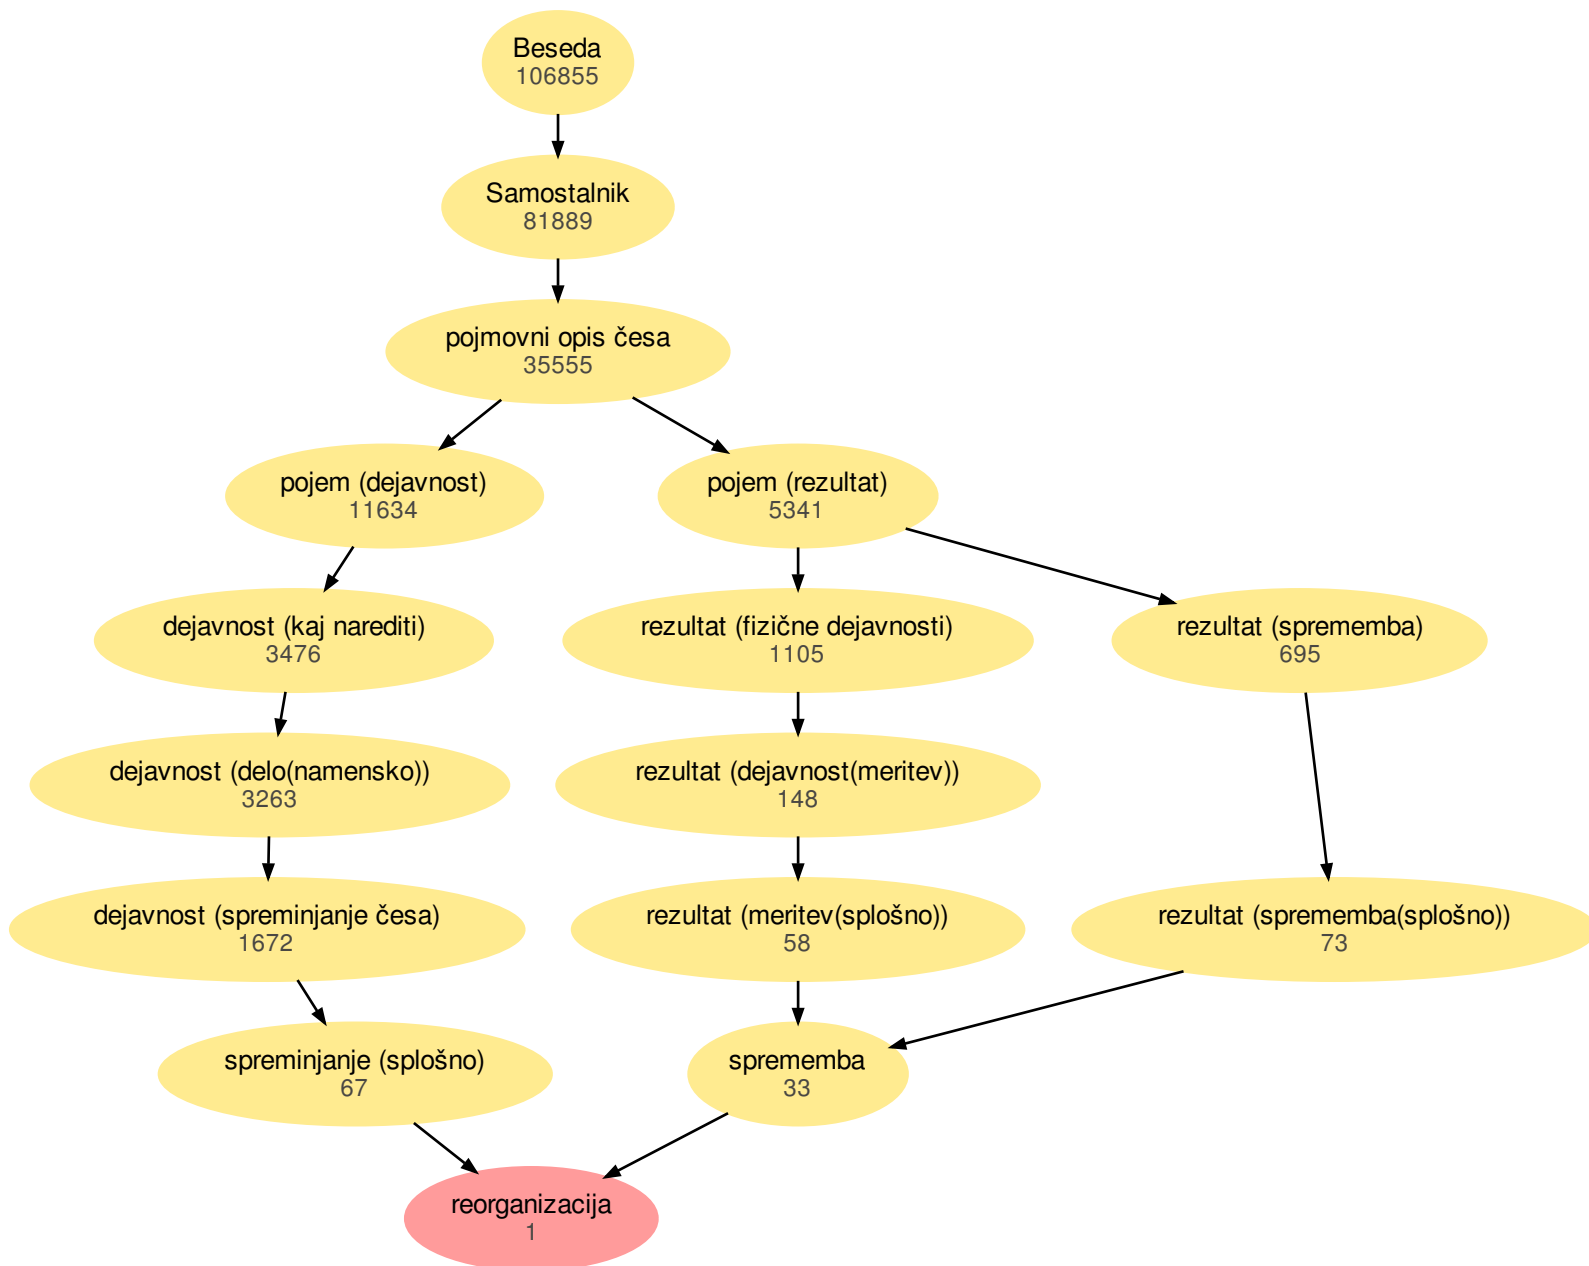 Beseda
106855
Samostalnik
81889
pojmovni opis česa
35555
pojem (dejavnost)
11634
pojem (rezultat)
5341
dejavnost (kaj narediti)
3476
rezultat (fizične dejavnosti)
1105
rezultat (sprememba)
695
dejavnost (delo(namensko))
3263
rezultat (dejavnost(meritev))
148
dejavnost (spreminjanje česa)
1672
rezultat (meritev(splošno))
58
rezultat (sprememba(splošno))
73
spreminjanje (splošno)
67
sprememba
33
reorganizacija
1